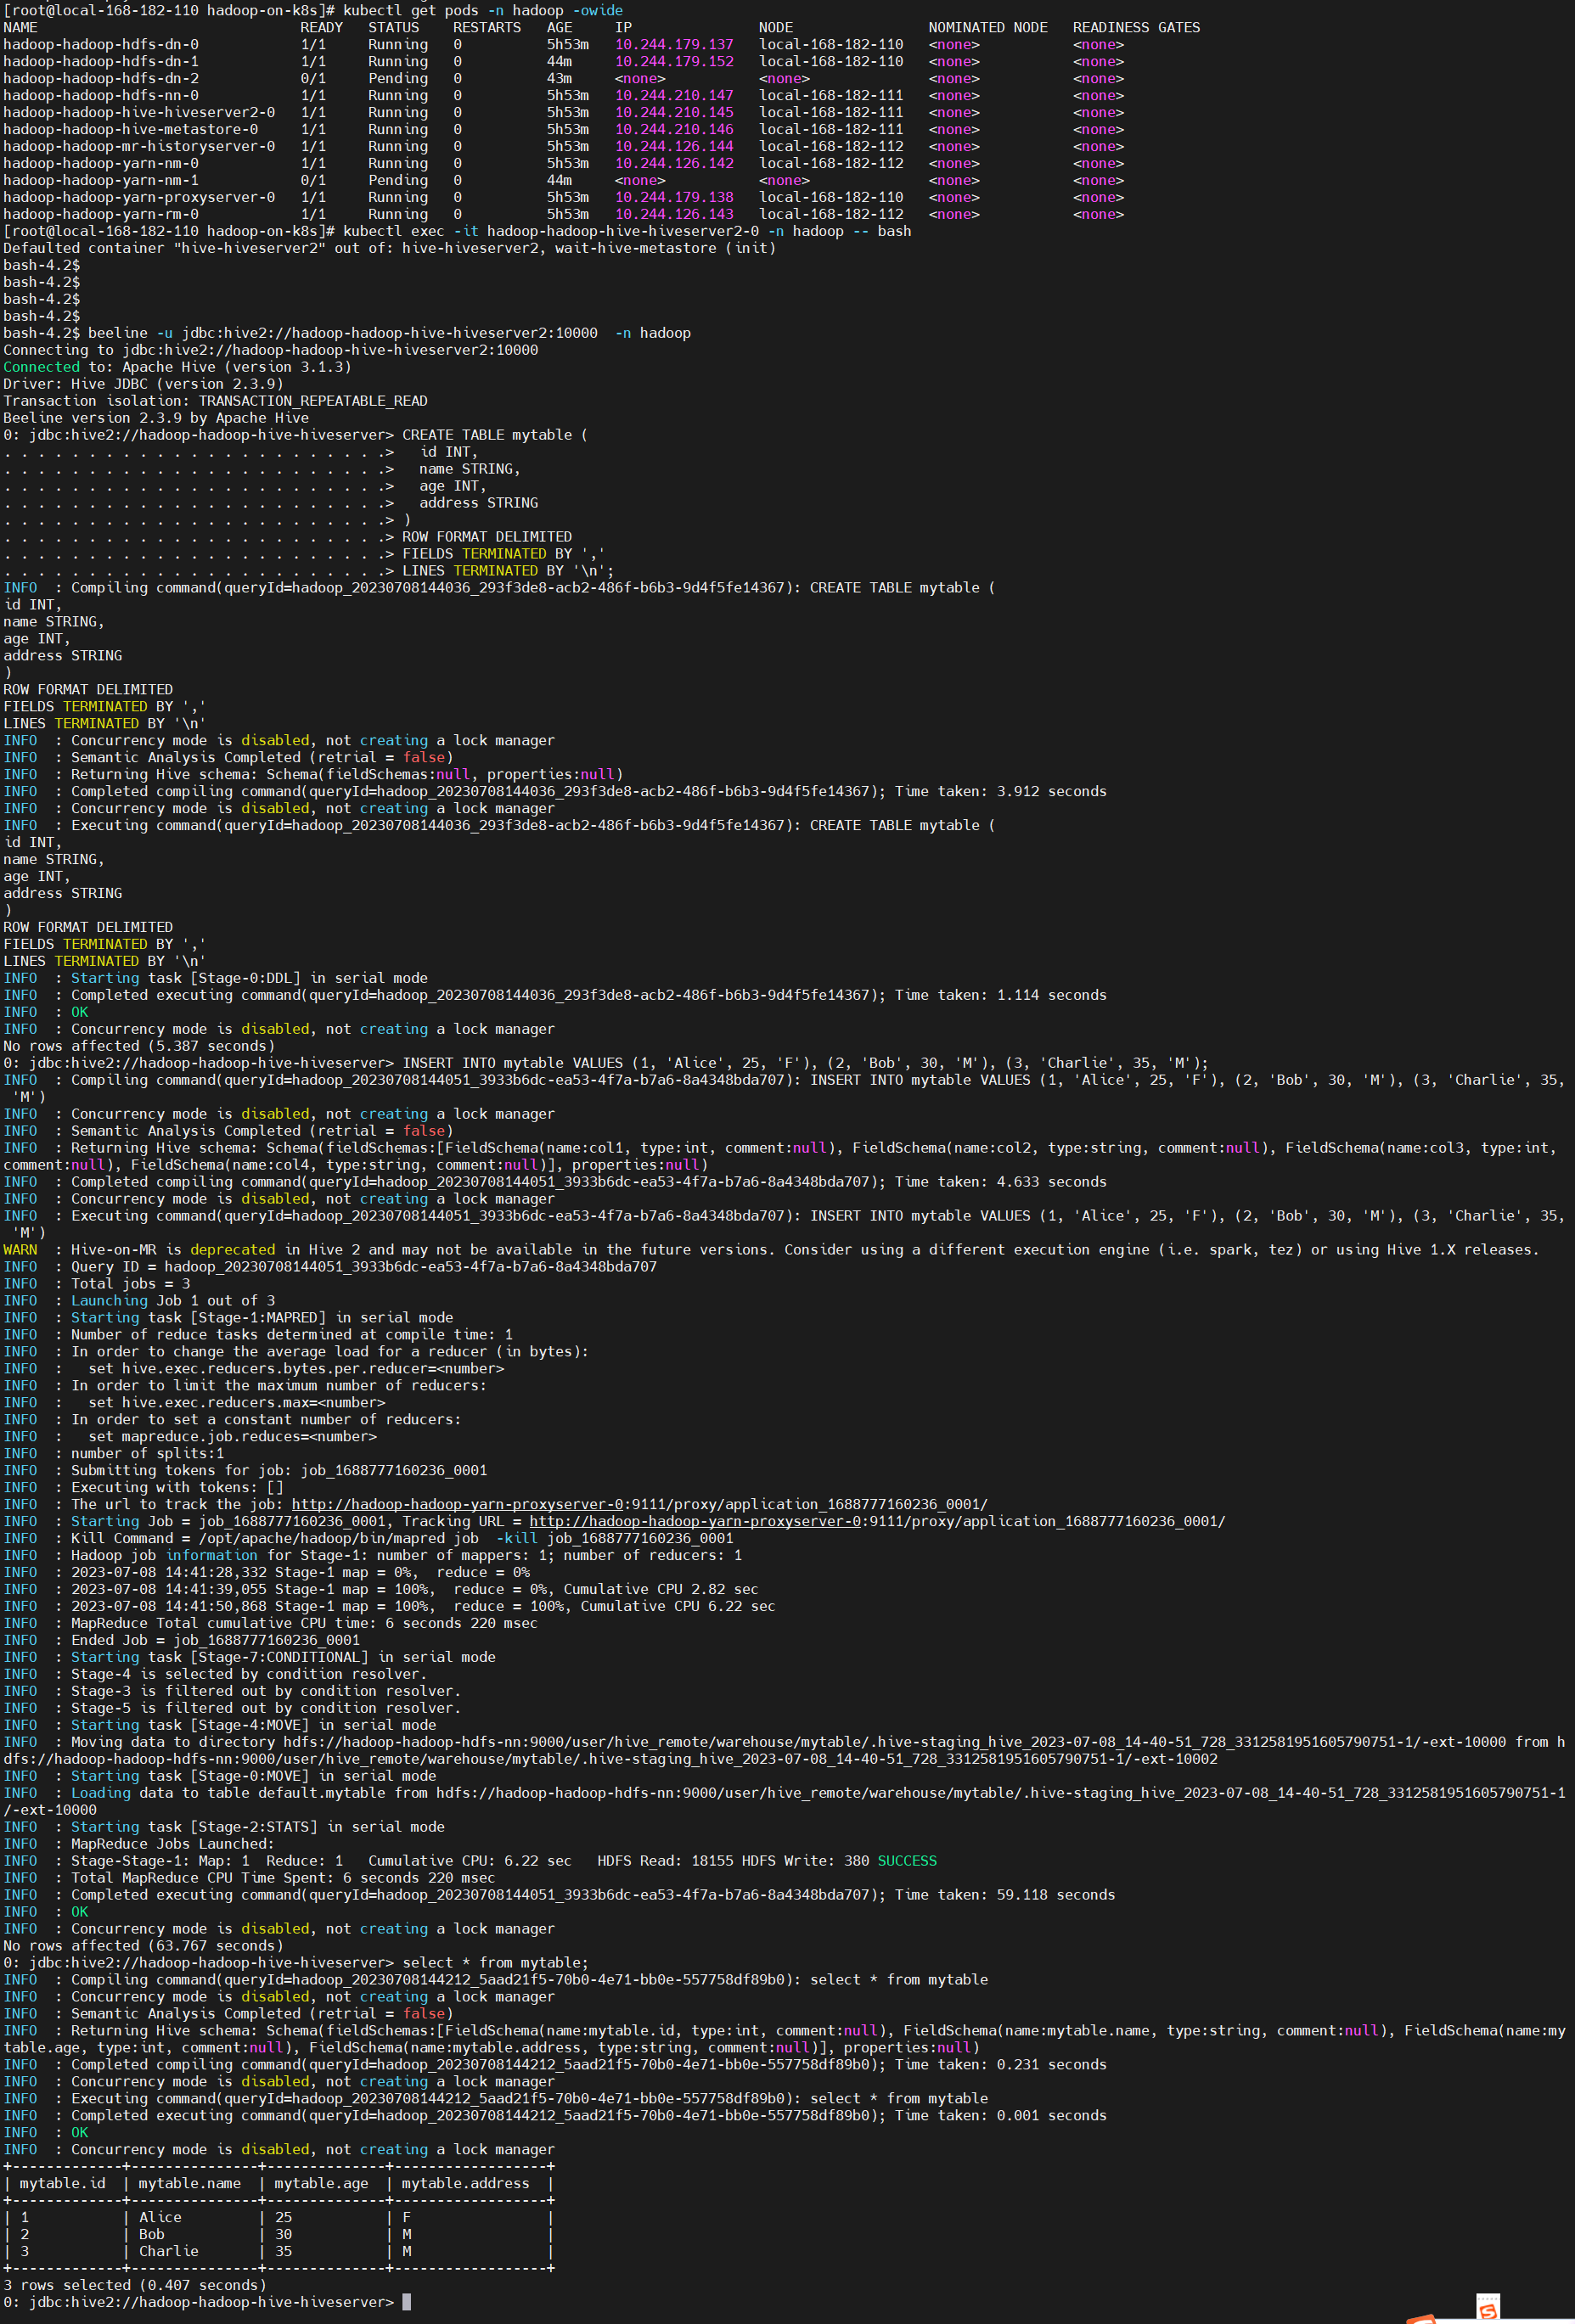 [root@local-168-182-110 hadoop-on-k8s]# kubectl get pods -n hadoop -owide
NAME                               READY   STATUS    RESTARTS   AGE     IP               NODE                NOMINATED NODE   READINESS GATES
hadoop-hadoop-hdfs-dn-0            1/1     Running   0          5h53m   10.244.179.137   local-168-182-110   <none>           <none>
hadoop-hadoop-hdfs-dn-1            1/1     Running   0          44m     10.244.179.152   local-168-182-110   <none>           <none>
hadoop-hadoop-hdfs-dn-2            0/1     Pending   0          43m     <none>           <none>              <none>           <none>
hadoop-hadoop-hdfs-nn-0            1/1     Running   0          5h53m   10.244.210.147   local-168-182-111   <none>           <none>
hadoop-hadoop-hive-hiveserver2-0   1/1     Running   0          5h53m   10.244.210.145   local-168-182-111   <none>           <none>
hadoop-hadoop-hive-metastore-0     1/1     Running   0          5h53m   10.244.210.146   local-168-182-111   <none>           <none>
hadoop-hadoop-mr-historyserver-0   1/1     Running   0          5h53m   10.244.126.144   local-168-182-112   <none>           <none>
hadoop-hadoop-yarn-nm-0            1/1     Running   0          5h53m   10.244.126.142   local-168-182-112   <none>           <none>
hadoop-hadoop-yarn-nm-1            0/1     Pending   0          44m     <none>           <none>              <none>           <none>
hadoop-hadoop-yarn-proxyserver-0   1/1     Running   0          5h53m   10.244.179.138   local-168-182-110   <none>           <none>
hadoop-hadoop-yarn-rm-0            1/1     Running   0          5h53m   10.244.126.143   local-168-182-112   <none>           <none>
[root@local-168-182-110 hadoop-on-k8s]# kubectl exec -it hadoop-hadoop-hive-hiveserver2-0 -n hadoop -- bash
Defaulted container "hive-hiveserver2" out of: hive-hiveserver2, wait-hive-metastore (init)
bash-4.2$
bash-4.2$
bash-4.2$
bash-4.2$
bash-4.2$ beeline -u jdbc:hive2://hadoop-hadoop-hive-hiveserver2:10000  -n hadoop
Connecting to jdbc:hive2://hadoop-hadoop-hive-hiveserver2:10000
Connected to: Apache Hive (version 3.1.3)
Driver: Hive JDBC (version 2.3.9)
Transaction isolation: TRANSACTION_REPEATABLE_READ
Beeline version 2.3.9 by Apache Hive
0: jdbc:hive2://hadoop-hadoop-hive-hiveserver> CREATE TABLE mytable (
. . . . . . . . . . . . . . . . . . . . . . .>   id INT,
. . . . . . . . . . . . . . . . . . . . . . .>   name STRING,
. . . . . . . . . . . . . . . . . . . . . . .>   age INT,
. . . . . . . . . . . . . . . . . . . . . . .>   address STRING
. . . . . . . . . . . . . . . . . . . . . . .> )
. . . . . . . . . . . . . . . . . . . . . . .> ROW FORMAT DELIMITED
. . . . . . . . . . . . . . . . . . . . . . .> FIELDS TERMINATED BY ','
. . . . . . . . . . . . . . . . . . . . . . .> LINES TERMINATED BY '\n';
INFO  : Compiling command(queryId=hadoop_20230708144036_293f3de8-acb2-486f-b6b3-9d4f5fe14367): CREATE TABLE mytable (
id INT,
name STRING,
age INT,
address STRING
)
ROW FORMAT DELIMITED
FIELDS TERMINATED BY ','
LINES TERMINATED BY '\n'
INFO  : Concurrency mode is disabled, not creating a lock manager
INFO  : Semantic Analysis Completed (retrial = false)
INFO  : Returning Hive schema: Schema(fieldSchemas:null, properties:null)
INFO  : Completed compiling command(queryId=hadoop_20230708144036_293f3de8-acb2-486f-b6b3-9d4f5fe14367); Time taken: 3.912 seconds
INFO  : Concurrency mode is disabled, not creating a lock manager
INFO  : Executing command(queryId=hadoop_20230708144036_293f3de8-acb2-486f-b6b3-9d4f5fe14367): CREATE TABLE mytable (
id INT,
name STRING,
age INT,
address STRING
)
ROW FORMAT DELIMITED
FIELDS TERMINATED BY ','
LINES TERMINATED BY '\n'
INFO  : Starting task [Stage-0:DDL] in serial mode
INFO  : Completed executing command(queryId=hadoop_20230708144036_293f3de8-acb2-486f-b6b3-9d4f5fe14367); Time taken: 1.114 seconds
INFO  : OK
INFO  : Concurrency mode is disabled, not creating a lock manager
No rows affected (5.387 seconds)
0: jdbc:hive2://hadoop-hadoop-hive-hiveserver> INSERT INTO mytable VALUES (1, 'Alice', 25, 'F'), (2, 'Bob', 30, 'M'), (3, 'Charlie', 35, 'M');
INFO  : Compiling command(queryId=hadoop_20230708144051_3933b6dc-ea53-4f7a-b7a6-8a4348bda707): INSERT INTO mytable VALUES (1, 'Alice', 25, 'F'), (2, 'Bob', 30, 'M'), (3, 'Charlie', 35,
 'M')
INFO  : Concurrency mode is disabled, not creating a lock manager
INFO  : Semantic Analysis Completed (retrial = false)
INFO  : Returning Hive schema: Schema(fieldSchemas:[FieldSchema(name:col1, type:int, comment:null), FieldSchema(name:col2, type:string, comment:null), FieldSchema(name:col3, type:int,
comment:null), FieldSchema(name:col4, type:string, comment:null)], properties:null)
INFO  : Completed compiling command(queryId=hadoop_20230708144051_3933b6dc-ea53-4f7a-b7a6-8a4348bda707); Time taken: 4.633 seconds
INFO  : Concurrency mode is disabled, not creating a lock manager
INFO  : Executing command(queryId=hadoop_20230708144051_3933b6dc-ea53-4f7a-b7a6-8a4348bda707): INSERT INTO mytable VALUES (1, 'Alice', 25, 'F'), (2, 'Bob', 30, 'M'), (3, 'Charlie', 35,
 'M')
WARN  : Hive-on-MR is deprecated in Hive 2 and may not be available in the future versions. Consider using a different execution engine (i.e. spark, tez) or using Hive 1.X releases.
INFO  : Query ID = hadoop_20230708144051_3933b6dc-ea53-4f7a-b7a6-8a4348bda707
INFO  : Total jobs = 3
INFO  : Launching Job 1 out of 3
INFO  : Starting task [Stage-1:MAPRED] in serial mode
INFO  : Number of reduce tasks determined at compile time: 1
INFO  : In order to change the average load for a reducer (in bytes):
INFO  :   set hive.exec.reducers.bytes.per.reducer=<number>
INFO  : In order to limit the maximum number of reducers:
INFO  :   set hive.exec.reducers.max=<number>
INFO  : In order to set a constant number of reducers:
INFO  :   set mapreduce.job.reduces=<number>
INFO  : number of splits:1
INFO  : Submitting tokens for job: job_1688777160236_0001
INFO  : Executing with tokens: []
INFO  : The url to track the job: http://hadoop-hadoop-yarn-proxyserver-0:9111/proxy/application_1688777160236_0001/
INFO  : Starting Job = job_1688777160236_0001, Tracking URL = http://hadoop-hadoop-yarn-proxyserver-0:9111/proxy/application_1688777160236_0001/
INFO  : Kill Command = /opt/apache/hadoop/bin/mapred job  -kill job_1688777160236_0001
INFO  : Hadoop job information for Stage-1: number of mappers: 1; number of reducers: 1
INFO  : 2023-07-08 14:41:28,332 Stage-1 map = 0%,  reduce = 0%
INFO  : 2023-07-08 14:41:39,055 Stage-1 map = 100%,  reduce = 0%, Cumulative CPU 2.82 sec
INFO  : 2023-07-08 14:41:50,868 Stage-1 map = 100%,  reduce = 100%, Cumulative CPU 6.22 sec
INFO  : MapReduce Total cumulative CPU time: 6 seconds 220 msec
INFO  : Ended Job = job_1688777160236_0001
INFO  : Starting task [Stage-7:CONDITIONAL] in serial mode
INFO  : Stage-4 is selected by condition resolver.
INFO  : Stage-3 is filtered out by condition resolver.
INFO  : Stage-5 is filtered out by condition resolver.
INFO  : Starting task [Stage-4:MOVE] in serial mode
INFO  : Moving data to directory hdfs://hadoop-hadoop-hdfs-nn:9000/user/hive_remote/warehouse/mytable/.hive-staging_hive_2023-07-08_14-40-51_728_3312581951605790751-1/-ext-10000 from h
dfs://hadoop-hadoop-hdfs-nn:9000/user/hive_remote/warehouse/mytable/.hive-staging_hive_2023-07-08_14-40-51_728_3312581951605790751-1/-ext-10002
INFO  : Starting task [Stage-0:MOVE] in serial mode
INFO  : Loading data to table default.mytable from hdfs://hadoop-hadoop-hdfs-nn:9000/user/hive_remote/warehouse/mytable/.hive-staging_hive_2023-07-08_14-40-51_728_3312581951605790751-1
/-ext-10000
INFO  : Starting task [Stage-2:STATS] in serial mode
INFO  : MapReduce Jobs Launched:
INFO  : Stage-Stage-1: Map: 1  Reduce: 1   Cumulative CPU: 6.22 sec   HDFS Read: 18155 HDFS Write: 380 SUCCESS
INFO  : Total MapReduce CPU Time Spent: 6 seconds 220 msec
INFO  : Completed executing command(queryId=hadoop_20230708144051_3933b6dc-ea53-4f7a-b7a6-8a4348bda707); Time taken: 59.118 seconds
INFO  : OK
INFO  : Concurrency mode is disabled, not creating a lock manager
No rows affected (63.767 seconds)
0: jdbc:hive2://hadoop-hadoop-hive-hiveserver> select * from mytable;
INFO  : Compiling command(queryId=hadoop_20230708144212_5aad21f5-70b0-4e71-bb0e-557758df89b0): select * from mytable
INFO  : Concurrency mode is disabled, not creating a lock manager
INFO  : Semantic Analysis Completed (retrial = false)
INFO  : Returning Hive schema: Schema(fieldSchemas:[FieldSchema(name:mytable.id, type:int, comment:null), FieldSchema(name:mytable.name, type:string, comment:null), FieldSchema(name:my
table.age, type:int, comment:null), FieldSchema(name:mytable.address, type:string, comment:null)], properties:null)
INFO  : Completed compiling command(queryId=hadoop_20230708144212_5aad21f5-70b0-4e71-bb0e-557758df89b0); Time taken: 0.231 seconds
INFO  : Concurrency mode is disabled, not creating a lock manager
INFO  : Executing command(queryId=hadoop_20230708144212_5aad21f5-70b0-4e71-bb0e-557758df89b0): select * from mytable
INFO  : Completed executing command(queryId=hadoop_20230708144212_5aad21f5-70b0-4e71-bb0e-557758df89b0); Time taken: 0.001 seconds
INFO  : OK
INFO  : Concurrency mode is disabled, not creating a lock manager
+-------------+---------------+--------------+------------------+
| mytable.id  | mytable.name  | mytable.age  | mytable.address  |
+-------------+---------------+--------------+------------------+
| 1           | Alice         | 25           | F                |
| 2           | Bob           | 30           | M                |
| 3           | Charlie       | 35           | M                |
+-------------+---------------+--------------+------------------+
3 rows selected (0.407 seconds)
0: jdbc:hive2://hadoop-hadoop-hive-hiveserver>